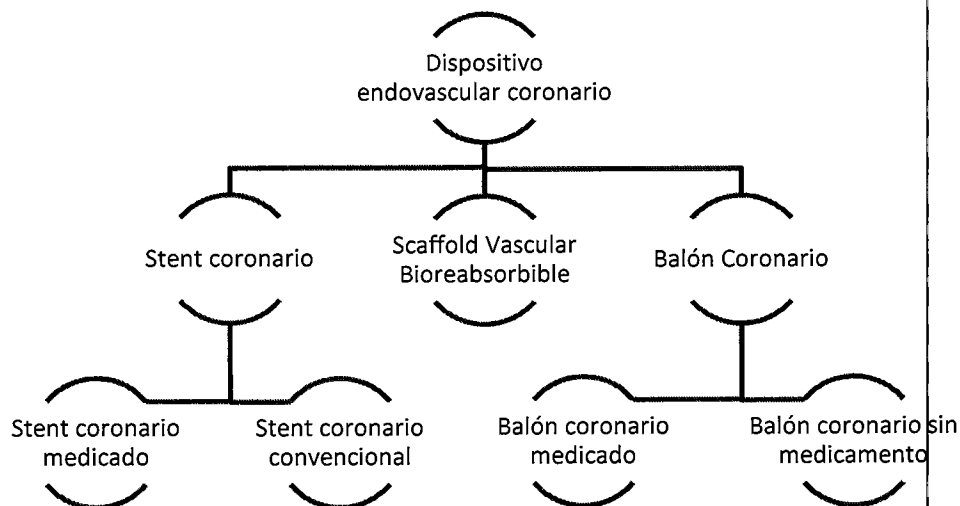 Dispositivo
endovascular coronario
Stent coronario
Scaffold Vascular
Bioreabsorbible
Balón Coronario
Stent coronario
medicado
Stent coronario
convencional
Balón coronario
medicado
Balón coronario sin
medicamento